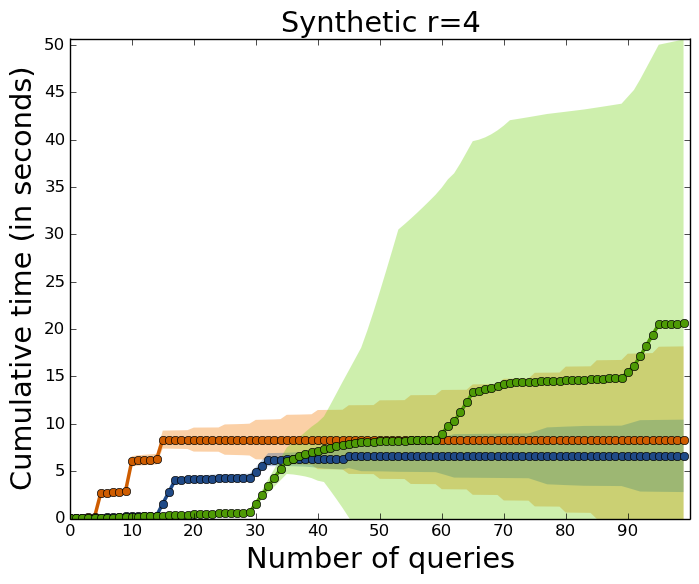 Synthetic r=4
Cumulative time (in seconds)
50
45
40
35
30
25
20
15
10
5
0
0 10 20 30 40 50 60 70 80 90
Number of queries